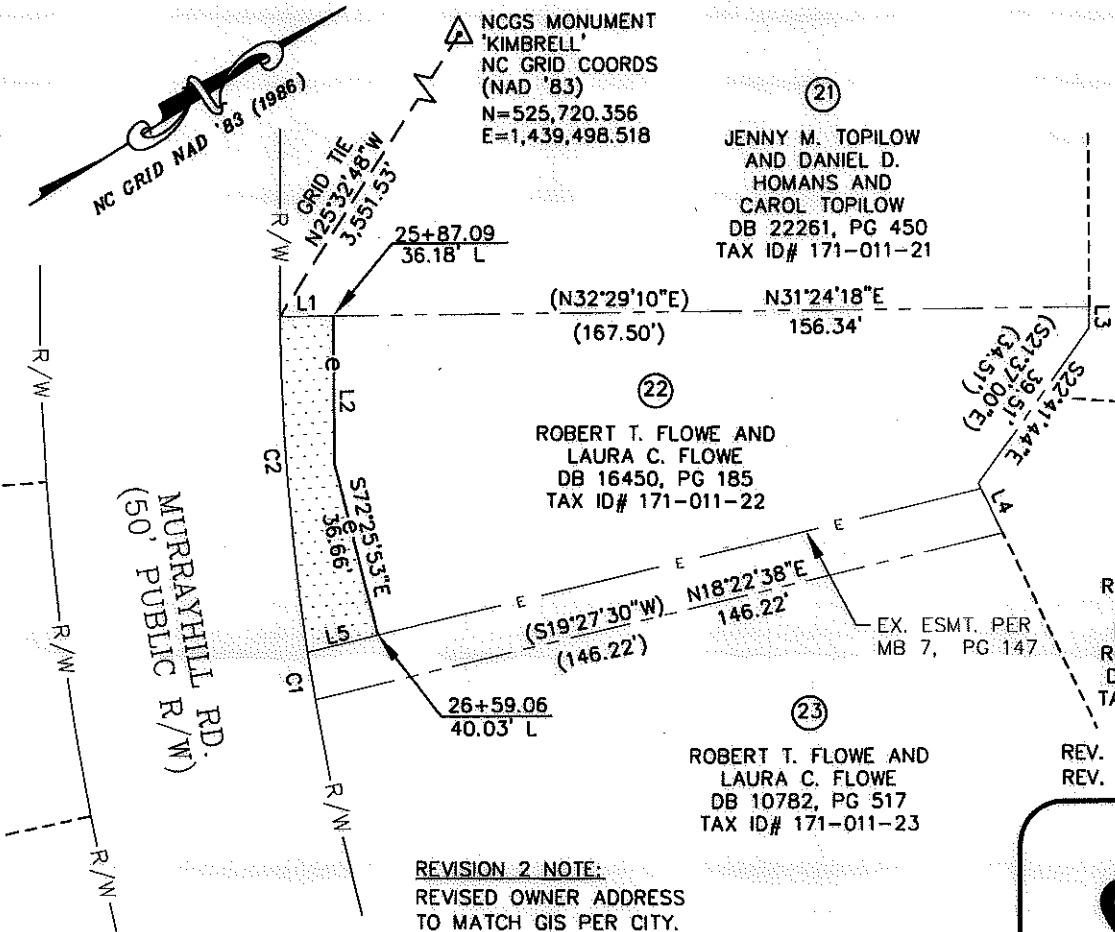 NCGS MONUMENT
'KIMBRELL'
NC GRID COORDS
(NAD '83)
N=525,720.356
E=1,439,498.518
NC GRID NAD '83 (1986)
GRID TIE
N25°32'48"W
3,551.53'
21
JENNY M. TOPILOW
AND DANIEL D.
HOMANS AND
CAROL TOPILOW
DB 22261, PG 450
TAX ID# 171-011-21
R/W
25+87.09
36.18' L
L1
(N32°29'10"E)
(167.50')
N31°24'18"E
156.34'
L3
S22°41'44"E
39.51'
(S21°37'00"E)
(34.51')
R/W
e
L2
22
ROBERT T. FLOWE AND
LAURA C. FLOWE
DB 16450, PG 185
TAX ID# 171-011-22
C2
S72°25'53"E
e
36.66'
L4
E
E
E
MURRAYHILL RD.
(50' PUBLIC R/W)
(S19°27'30"W)
(146.22')
N18°22'38"E
146.22'
EX. ESMT. PER
MB 7, PG 147
L5
C1
R/W
26+59.06
40.03' L
23
ROBERT T. FLOWE AND
LAURA C. FLOWE
DB 10782, PG 517
TAX ID# 171-011-23
R
R
D
TA
REV.
REV.
R/W
R/W
REVISION 2 NOTE:
REVISED OWNER ADDRESS
TO MATCH GIS PER CITY.